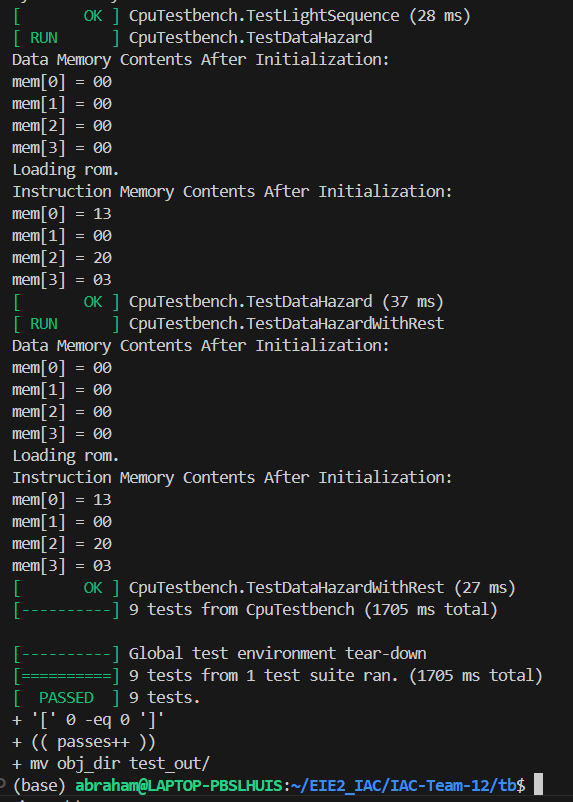 [       OK ] CpuTestbench.TestLightSequence (28 ms)
[ RUN      ] CpuTestbench.TestDataHazard
Data Memory Contents After Initialization:
mem[0] = 00
mem[1] = 00
mem[2] = 00
mem[3] = 00
Loading rom.
Instruction Memory Contents After Initialization:
mem[0] = 13
mem[1] = 00
mem[2] = 20
mem[3] = 03
[       OK ] CpuTestbench.TestDataHazard (37 ms)
[ RUN      ] CpuTestbench.TestDataHazardWithRest
Data Memory Contents After Initialization:
mem[0] = 00
mem[1] = 00
mem[2] = 00
mem[3] = 00
Loading rom.
Instruction Memory Contents After Initialization:
mem[0] = 13
mem[1] = 00
mem[2] = 20
mem[3] = 03
[       OK ] CpuTestbench.TestDataHazardWithRest (27 ms)
[----------] 9 tests from CpuTestbench (1705 ms total)
[----------] Global test environment tear-down
[==========] 9 tests from 1 test suite ran. (1705 ms total)
[  PASSED  ] 9 tests.
+ '[' 0 -eq 0 ']'
+ (( passes++ ))
+ mv obj_dir test_out/
(base) abraham@LAPTOP-PBSLHUIS:~/EIE2_IAC/IAC-Team-12/tb$